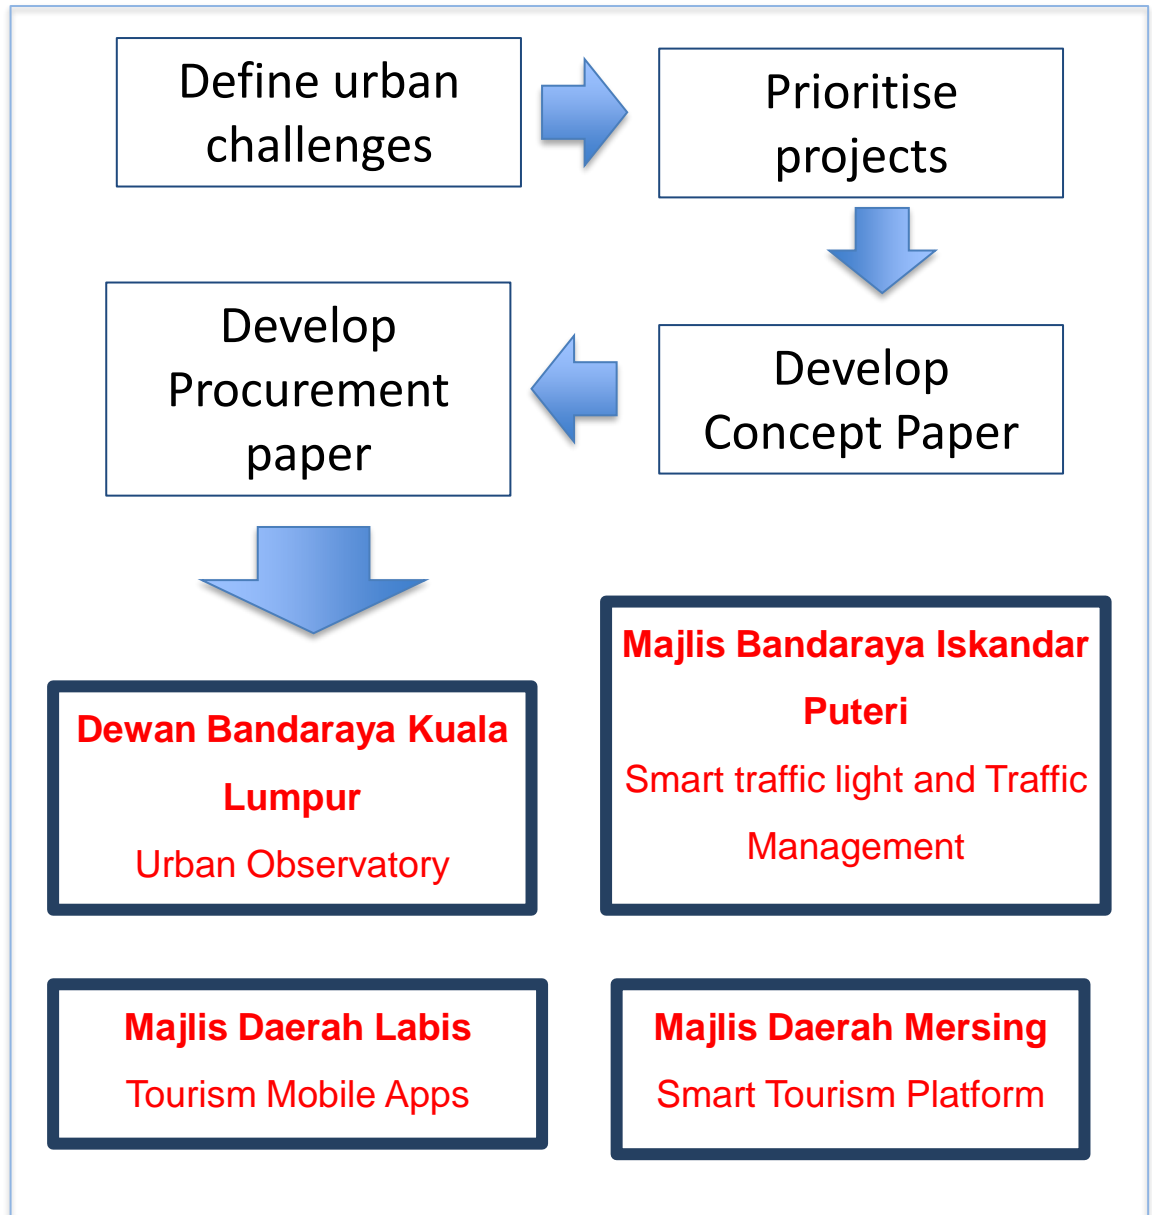 Define urban
challenges
Prioritise
projects
Develop
Concept Paper
Develop
Procurement
paper
Dewan Bandaraya Kuala
Lumpur
Urban Observatory
Majlis Bandaraya Iskandar
Puteri
Smart traffic light and Traffic
Management
Majlis Daerah Labis
Tourism Mobile Apps
Majlis Daerah Mersing
Smart Tourism Platform